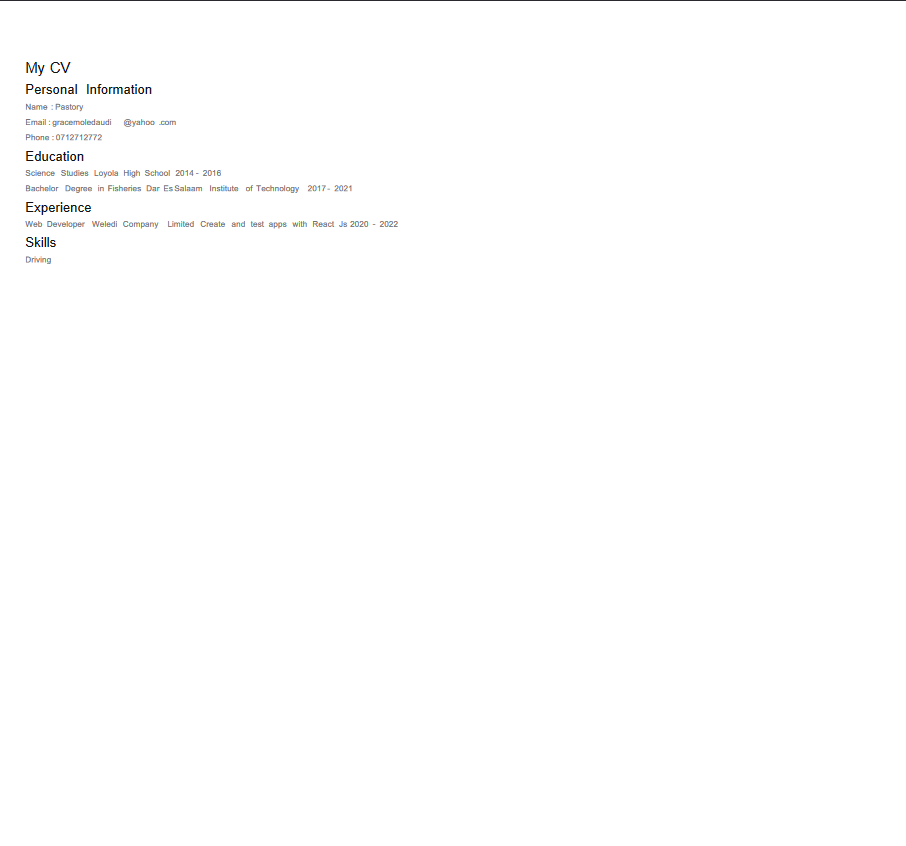 My CV
Personal Information
Name : Pastory
Email : gracemoledaudi @yahoo .com
Phone : 0712712772
Education
Science Studies Loyola High School 2014 - 2016
Bachelor Degree in Fisheries Dar Es Salaam Institute of Technology 2017 - 2021
Experience
Web Developer Weledi Company Limited Create and test apps with React Js 2020 - 2022
Skills
Driving